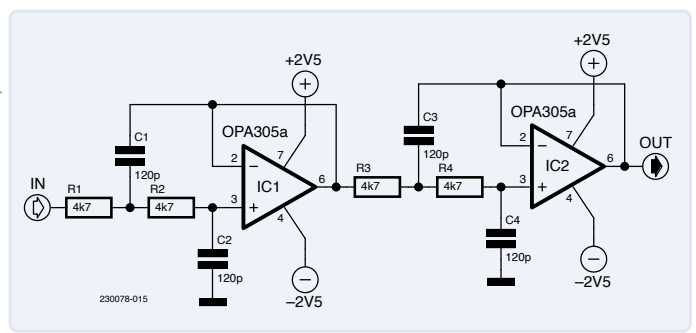 +2V5
+2V5
C1
120p
OPA305a
7
2
IC1
6
3
4
IN
R1
4k7
R2
4k7
C2
120p
−2V5
R3
4k7
C3
120p
R4
4k7
OPA305a
7
2
IC2
6
3
4
OUT
C4
120p
−2V5
230078-015